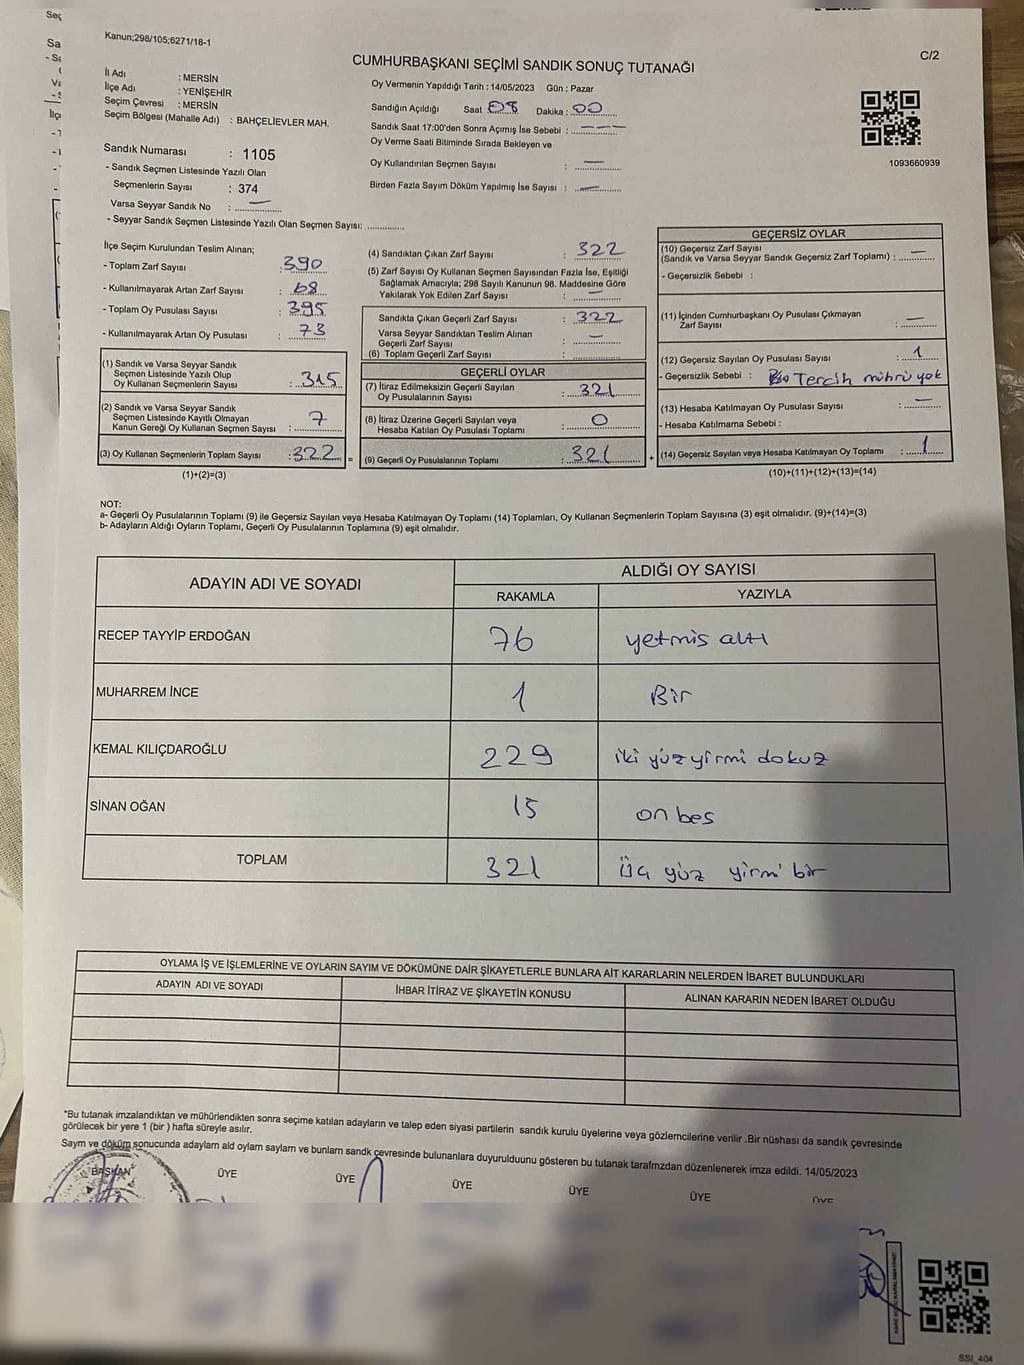 Seç
Kanun;298/105;6271/18-1
C/2
CUMHURBAŞKANI SEÇİMİ SANDIK SONUÇ TUTANAĞI
İl Adı : MERSİN
İlçe Adı : YENİŞEHİR
Seçim Çevresi : MERSİN
Seçim Bölgesi (Mahalle Adı) : BAHÇELİEVLER MAH.
Oy Vermenin Yapıldığı Tarih : 14/05/2023 Gün : Pazar
Sandığın Açıldığı Saat 08 Dakika : 00
Sandık Saat 17:00'den Sonra Açımış İse Sebebi : ---
Oy Verme Saati Bitiminde Sırada Bekleyen ve
Oy Kullandırılan Seçmen Sayısı : —
Birden Fazla Sayım Döküm Yapılmış İse Sayısı : —
1093660939
Sandık Numarası : 1105
- Sandık Seçmen Listesinde Yazılı Olan
Seçmenlerin Sayısı : 374
Varsa Seyyar Sandık No : —
- Seyyar Sandık Seçmen Listesinde Yazılı Olan Seçmen Sayısı: ............
İlçe Seçim Kurulundan Teslim Alınan;
- Toplam Zarf Sayısı : 390
- Kullanılmayarak Artan Zarf Sayısı : 68
- Toplam Oy Pusulası Sayısı : 395
- Kullanılmayarak Artan Oy Pusulası : 73
(1) Sandık ve Varsa Seyyar Sandık
Seçmen Listesinde Yazılı Olup
Oy Kullanan Seçmenlerin Sayısı : 315
(2) Sandık ve Varsa Seyyar Sandık
Seçmen Listesinde Kayıtlı Olmayan
Kanun Gereği Oy Kullanan Seçmen Sayısı : 7
(3) Oy Kullanan Seçmenlerin Toplam Sayısı : 322 =
(1)+(2)=(3)
(4) Sandıktan Çıkan Zarf Sayısı : 322
(5) Zarf Sayısı Oy Kullanan Seçmen Sayısından Fazla İse, Eşitliği
Sağlamak Amacıyla; 298 Sayılı Kanunun 98. Maddesine Göre
Yakılarak Yok Edilen Zarf Sayısı : —
Sandıkta Çıkan Geçerli Zarf Sayısı : 322
Varsa Seyyar Sandıktan Teslim Alınan
Geçerli Zarf Sayısı : —
(6) Toplam Geçerli Zarf Sayısı : ............
GEÇERLİ OYLAR
(7) İtiraz Edilmeksizin Geçerli Sayılan
Oy Pusulasının Sayısı : 321
(8) İtiraz Üzerine Geçerli Sayılan veya
Hesaba Katılan Oy Pusulası Toplamı : 0
(9) Geçerli Oy Pusulalarının Toplamı : 321 +
GEÇERSİZ OYLAR
(10) Geçersiz Zarf Sayısı
(Sandık ve Varsa Seyyar Sandık Geçersiz Zarf Toplamı) : —
- Geçersizlik Sebebi :
(11) İçinden Cumhurbaşkanı Oy Pusulası Çıkmayan
Zarf Sayısı : —
(12) Geçersiz Sayılan Oy Pusulası Sayısı : 1
- Geçersizlik Sebebi : Tercih mührü yok
(13) Hesaba Katılmayan Oy Pusulası Sayısı : —
- Hesaba Katılmama Sebebi :
(14) Geçersiz Sayılan veya Hesaba Katılmayan Oy Toplamı : 1
(10)+(11)+(12)+(13)=(14)
NOT:
a- Geçerli Oy Pusulalarının Toplamı (9) ile Geçersiz Sayılan veya Hesaba Katılmayan Oy Toplamı (14) Toplamları, Oy Kullanan Seçmenlerin Toplam Sayısına (3) eşit olmalıdır. (9)+(14)=(3)
b- Adayların Aldığı Oyların Toplamı, Geçerli Oy Pusulalarının Toplamına (9) eşit olmalıdır.
ADAYIN ADI VE SOYADI
ALDIĞI OY SAYISI
RAKAMLA YAZIYLA
RECEP TAYYİP ERDOĞAN 76 yetmis altı
MUHARREM İNCE 1 Bir
KEMAL KILIÇDAROĞLU 229 iki yüz yirmi dokuz
SİNAN OĞAN 15 on bes
TOPLAM 321 üç yüz yirmi bir
OYLAMA İŞ VE İŞLEMLERİNE VE OYLARIN SAYIM VE DÖKÜMÜNE DAİR ŞİKAYETLERLE BUNLARA AİT KARARLARIN NELERDEN İBARET BULUNDUKLARI
ADAYIN ADI VE SOYADI İHBAR İTİRAZ VE ŞİKAYETİN KONUSU ALINAN KARARIN NEDEN İBARET OLDUĞU
*Bu tutanak imzalandıktan ve mühürlendikten sonra seçime katılan adayların ve talep eden siyasi partilerin sandık kurulu üyelerine veya gözlemcilerine verilir .Bir nüshası da sandık çevresinde
görülecek bir yere 1 (bir ) hafta süreyle asılır.
Saym ve döküm sonucunda adaylarn ald oylarn saylarn ve bunlarn sandk çevresinde bulunanlara duyurulduunu gösteren bu tutanak tarafmzdan düzenlenerek imza edildi. 14/05/2023
BAŞKAN ÜYE ÜYE ÜYE ÜYE ÜYE ÜYE
SSI_404